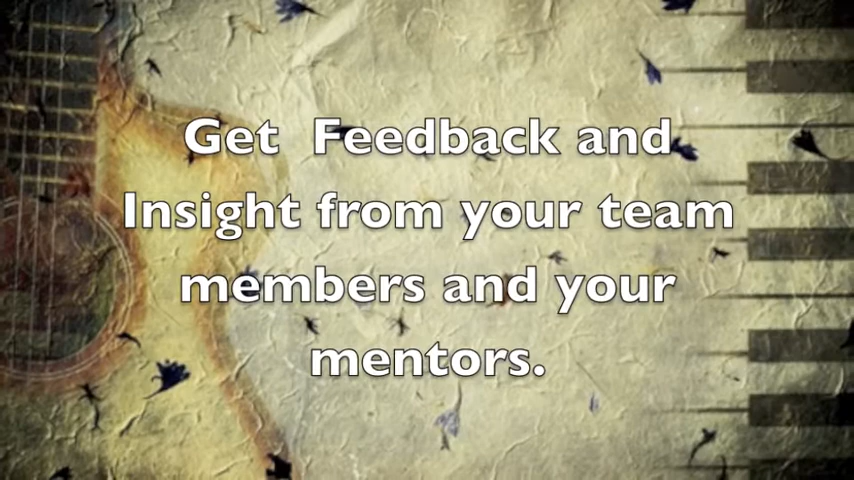 Get  Feedback and
Insight from your team
members and your
mentors.